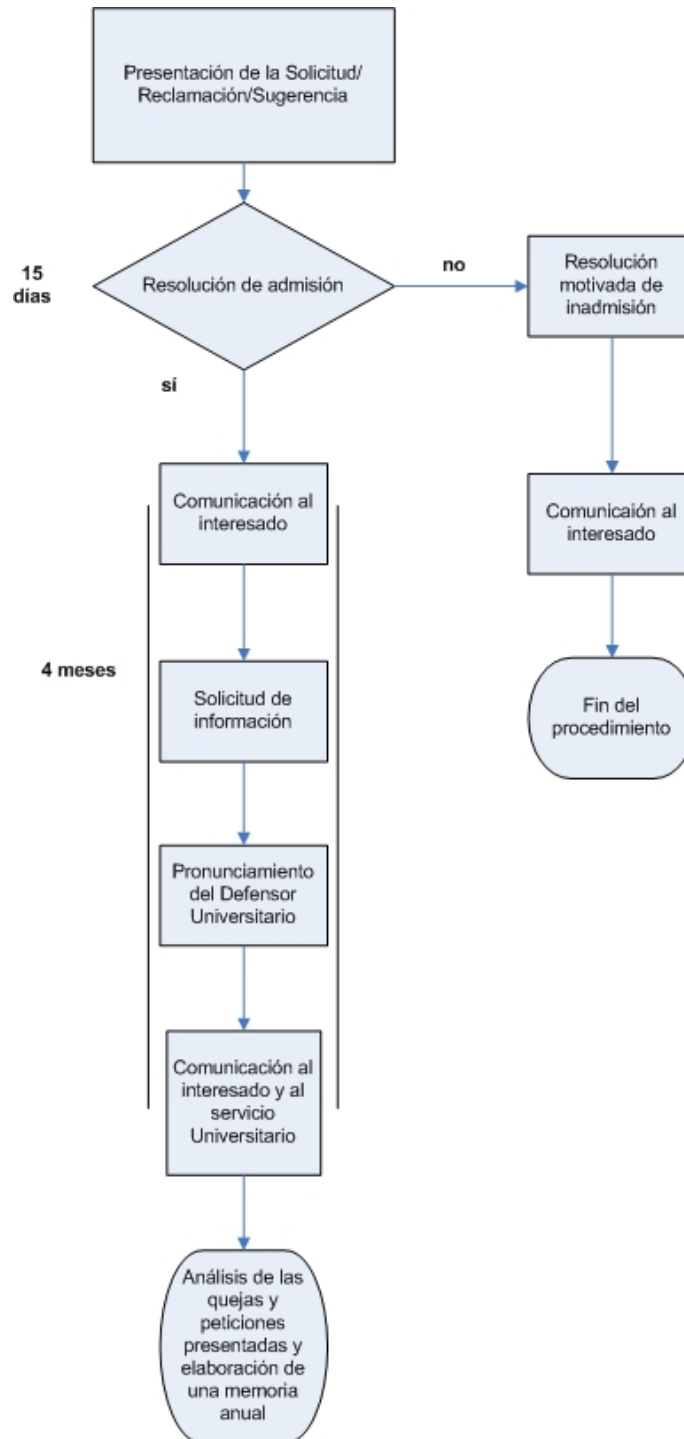 Presentación de la Solicitud/
Reclamación/Sugerencia
15
días
Resolución de admisión
no
Resolución
motivada de
inadmisión
sí
Comunicación al
interesado
Comunicaión al
interesado
4 meses
Solicitud de
información
Fin del
procedimiento
Pronunciamiento
del Defensor
Universitario
Comunicación al
interesado y al
servicio
Universitario
Análisis de las
quejas y
peticiones
presentadas y
elaboración de
una memoria
anual